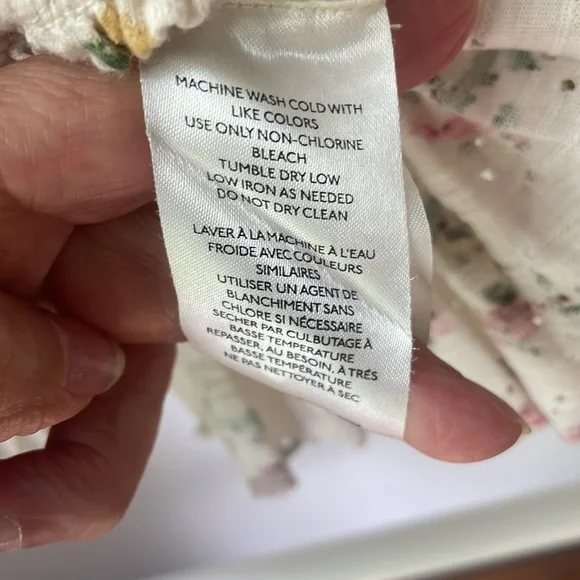 MACHINE WASH COLD WITH
LIKE COLORS
USE ONLY NON-CHLORINE
BLEACH
TUMBLE DRY LOW
LOW IRON AS NEEDED
DO NOT DRY CLEAN
LAVER À LA MACHINE À L'EAU
FROIDE AVEC COULEURS
SIMILAIRES
UTILISER UN AGENT DE
BLANCHIMENT SANS
CHLORE SI NÉCESSAIRE
SECHER PAR CULBUTAGE À
BASSE TEMPÉRATURE
REPASSER, AU BESOIN, À TRÉS
BASSE TEMPÉRATURE
NE PAS NETTOYER À SEC